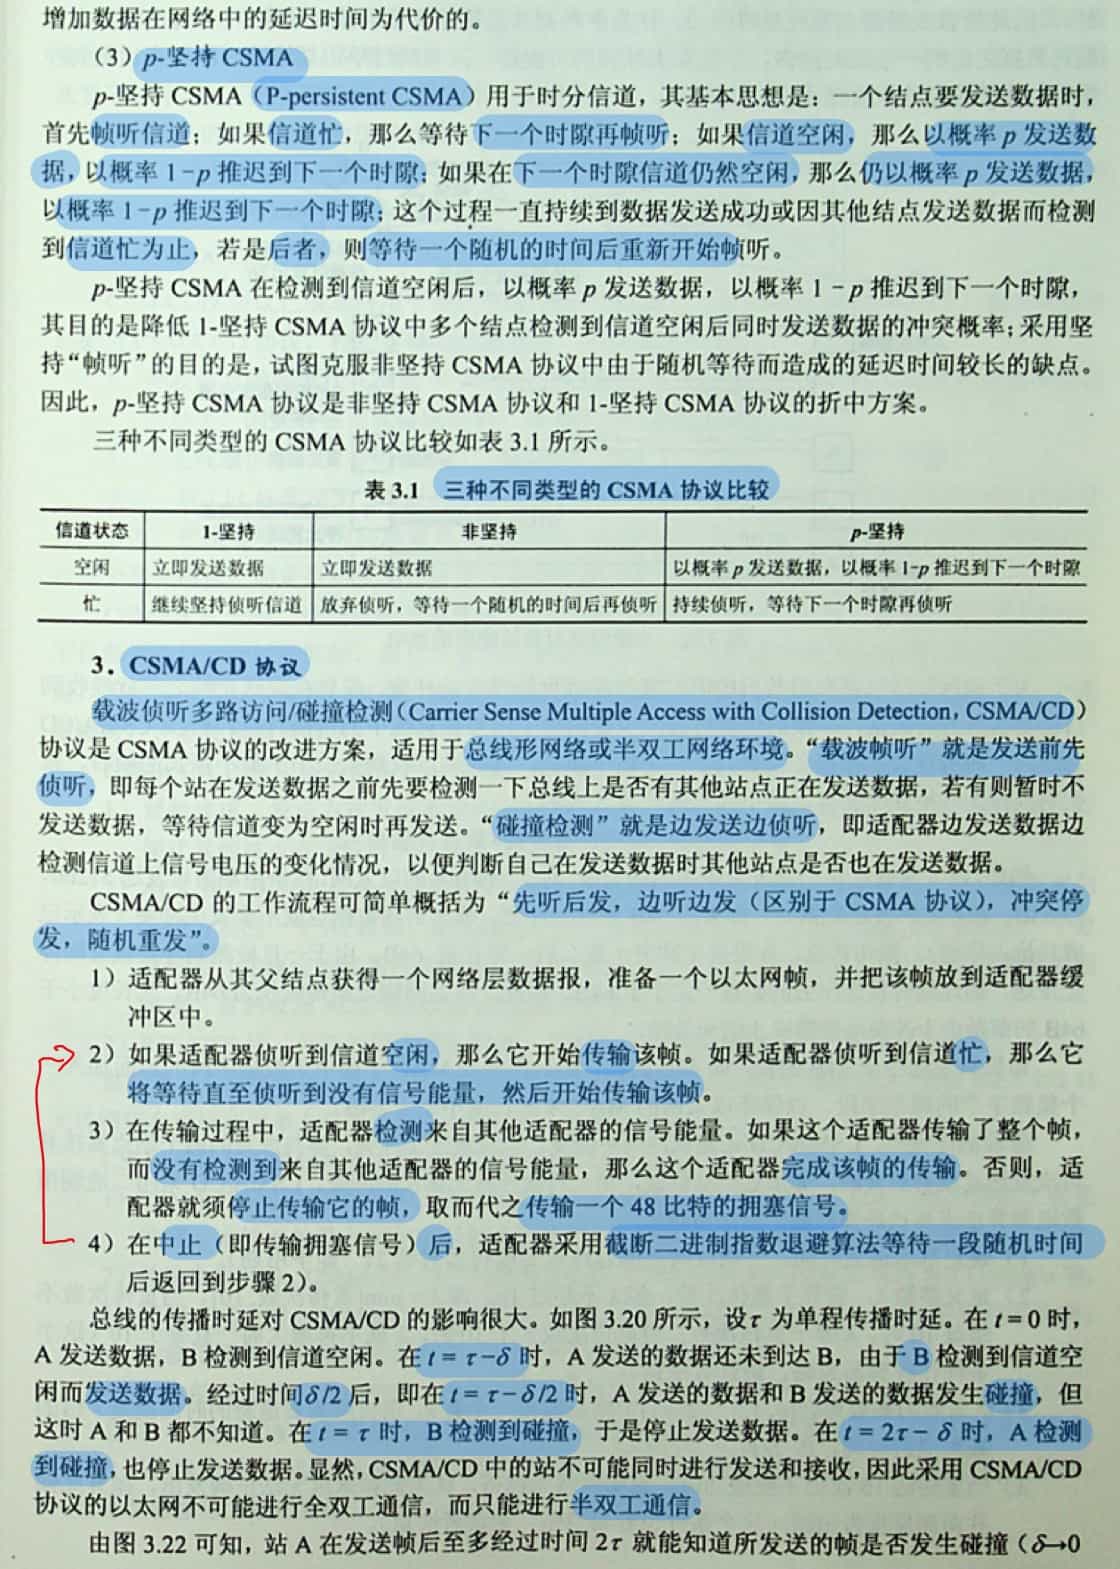 增加数据在网络中的延迟时间为代价的。
（3）p-坚持 CSMA
p-坚持 CSMA（P-persistent CSMA）用于时分信道，其基本思想是：一个结点要发送数据时，
首先帧听信道；如果信道忙，那么等待下一个时隙再帧听；如果信道空闲，那么以概率 p 发送数
据，以概率 1-p 推迟到下一个时隙；如果在下一个时隙信道仍然空闲，那么仍以概率 p 发送数据，
以概率 1-p 推迟到下一个时隙；这个过程一直持续到数据发送成功或因其他结点发送数据而检测
到信道忙为止，若是后者，则等待一个随机的时间后重新开始帧听。
p-坚持 CSMA 在检测到信道空闲后，以概率 p 发送数据，以概率 1 - p 推迟到下一个时隙，
其目的是降低 1-坚持 CSMA 协议中多个结点检测到信道空闲后同时发送数据的冲突概率；采用坚
持“帧听”的目的是，试图克服非坚持 CSMA 协议中由于随机等待而造成的延迟时间较长的缺点。
因此，p-坚持 CSMA 协议是非坚持 CSMA 协议和 1-坚持 CSMA 协议的折中方案。
三种不同类型的 CSMA 协议比较如表 3.1 所示。
表 3.1 三种不同类型的 CSMA 协议比较
信道状态 1-坚持 非坚持 p-坚持
空闲 立即发送数据 立即发送数据 以概率 p 发送数据，以概率 1-p 推迟到下一个时隙
忙 继续坚持侦听信道 放弃侦听，等待一个随机的时间后再侦听 持续侦听，等待下一个时隙再侦听
3．CSMA/CD 协议
载波侦听多路访问/碰撞检测（Carrier Sense Multiple Access with Collision Detection, CSMA/CD）
协议是 CSMA 协议的改进方案，适用于总线形网络或半双工网络环境。“载波帧听”就是发送前先
侦听，即每个站在发送数据之前先要检测一下总线上是否有其他站点正在发送数据，若有则暂时不
发送数据，等待信道变为空闲时再发送。“碰撞检测”就是边发送边侦听，即适配器边发送数据边
检测信道上信号电压的变化情况，以便判断自己在发送数据时其他站点是否也在发送数据。
CSMA/CD 的工作流程可简单概括为“先听后发，边听边发（区别于 CSMA 协议），冲突停
发，随机重发”。
1）适配器从其父结点获得一个网络层数据报，准备一个以太网帧，并把该帧放到适配器缓
冲区中。
2）如果适配器侦听到信道空闲，那么它开始传输该帧。如果适配器侦听到信道忙，那么它
将等待直至侦听到没有信号能量，然后开始传输该帧。
3）在传输过程中，适配器检测来自其他适配器的信号能量。如果这个适配器传输了整个帧，
而没有检测到来自其他适配器的信号能量，那么这个适配器完成该帧的传输。否则，适
配器就须停止传输它的帧，取而代之传输一个 48 比特的拥塞信号。
4）在中止（即传输拥塞信号）后，适配器采用截断二进制指数退避算法等待一段随机时间
后返回到步骤 2）。
总线的传播时延对 CSMA/CD 的影响很大。如图 3.20 所示，设 τ 为单程传播时延。在 t = 0 时，
A 发送数据，B 检测到信道空闲。在 t = τ - δ 时，A 发送的数据还未到达 B，由于 B 检测到信道空
闲而发送数据。经过时间 δ/2 后，即在 t = τ - δ/2 时，A 发送的数据和 B 发送的数据发生碰撞，但
这时 A 和 B 都不知道。在 t = τ 时，B 检测到碰撞，于是停止发送数据。在 t = 2τ - δ 时，A 检测
到碰撞，也停止发送数据。显然，CSMA/CD 中的站不可能同时进行发送和接收，因此采用 CSMA/CD
协议的以太网不可能进行全双工通信，而只能进行半双工通信。
由图 3.22 可知，站 A 在发送帧后至多经过时间 2τ 就能知道所发送的帧是否发生碰撞（δ→0